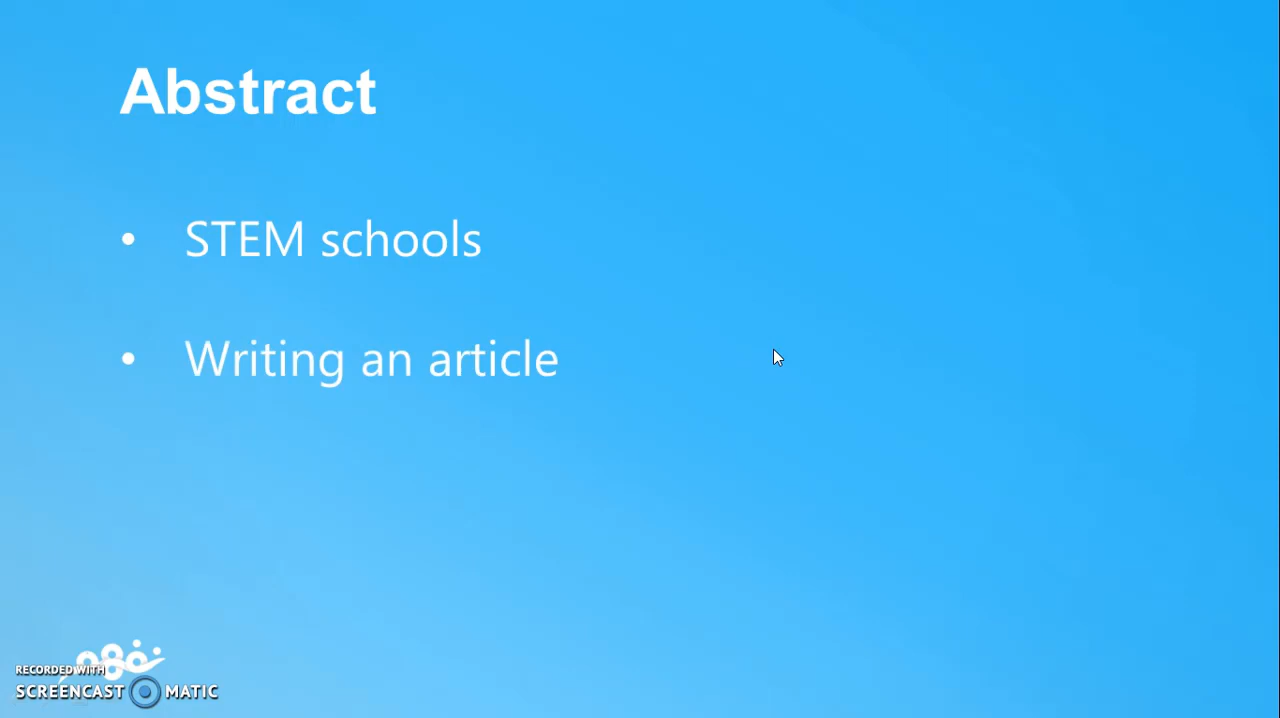 Abstract
• STEM schools
• Writing an article
RECORDED WITH
SCREENCAST MATIC